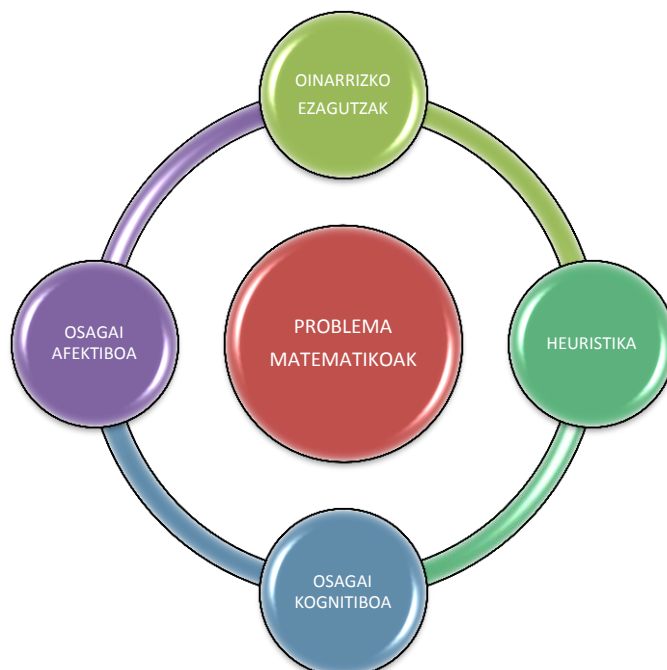 OINARRIZKO
EZAGUTZAK
OSAGAI
AFEKTIBOA
PROBLEMA
MATEMATIKOAK
HEURISTIKA
OSAGAI
KOGNITIBOA